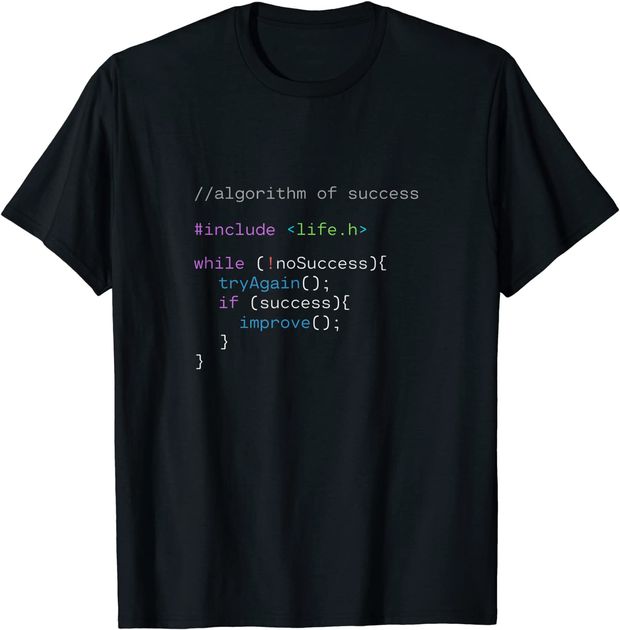 //algorithm of success
#include <life.h>
while (!noSuccess){
tryAgain();
if (success){
improve();
}
}